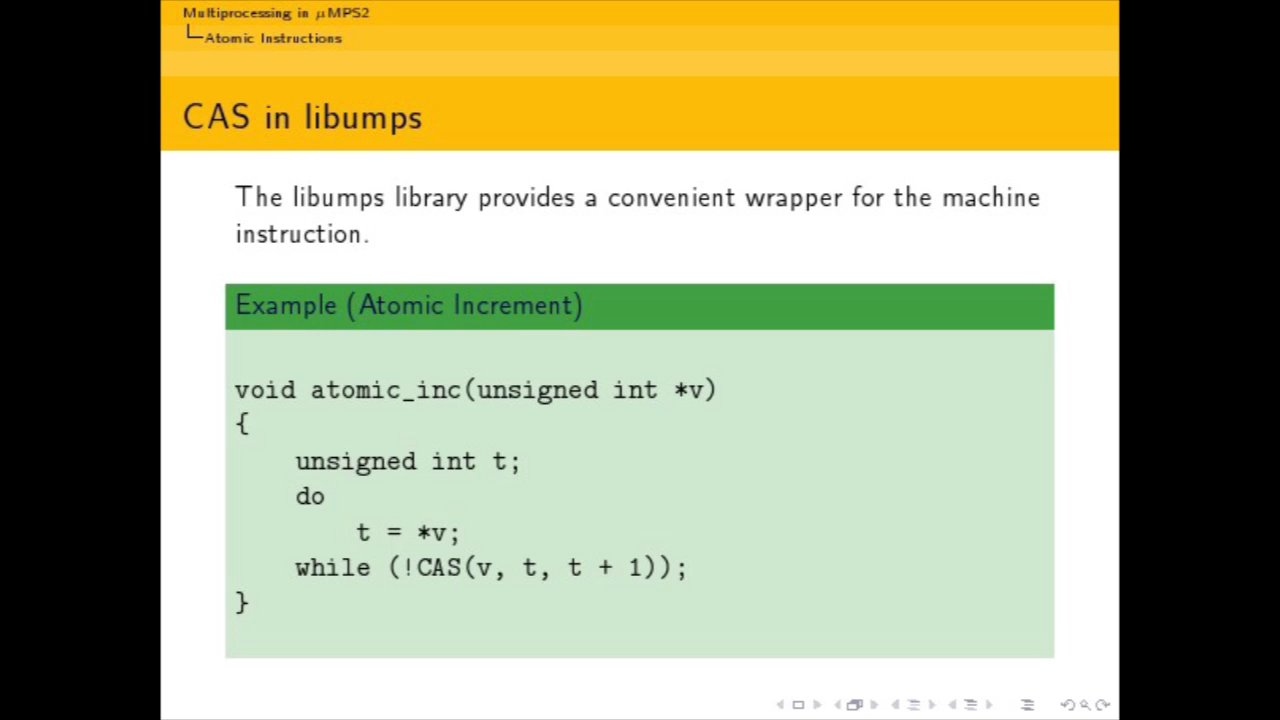 Multiprocessing in μMPS2
Atomic Instructions
CAS in libumps
The libumps library provides a convenient wrapper for the machine
instruction.
Example (Atomic Increment)
void atomic_inc(unsigned int *v)
{
    unsigned int t;
    do
        t = *v;
    while (!CAS(v, t, t + 1));
}